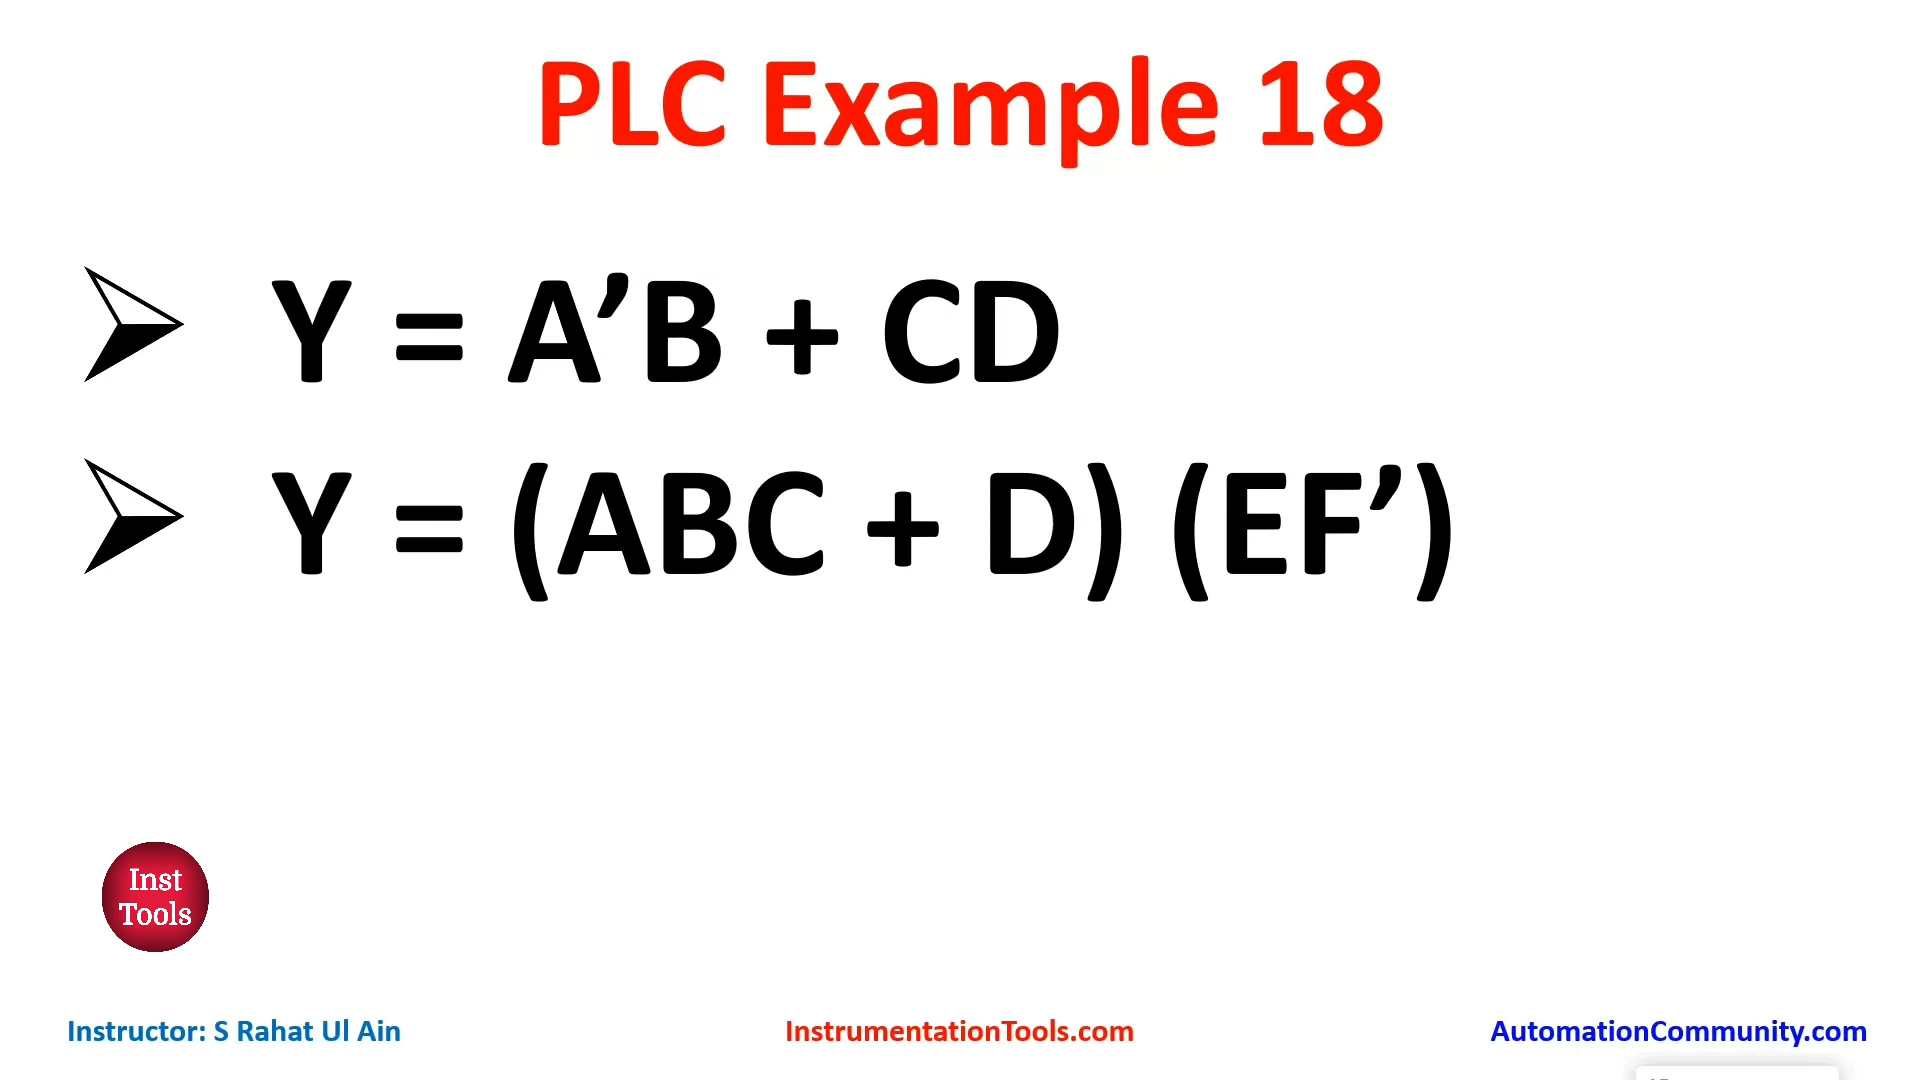 PLC Example 18
Y = A’B + CD
Y = (ABC + D) (EF’)
Inst
Tools
Instructor: S Rahat Ul Ain
InstrumentationTools.com
AutomationCommunity.com